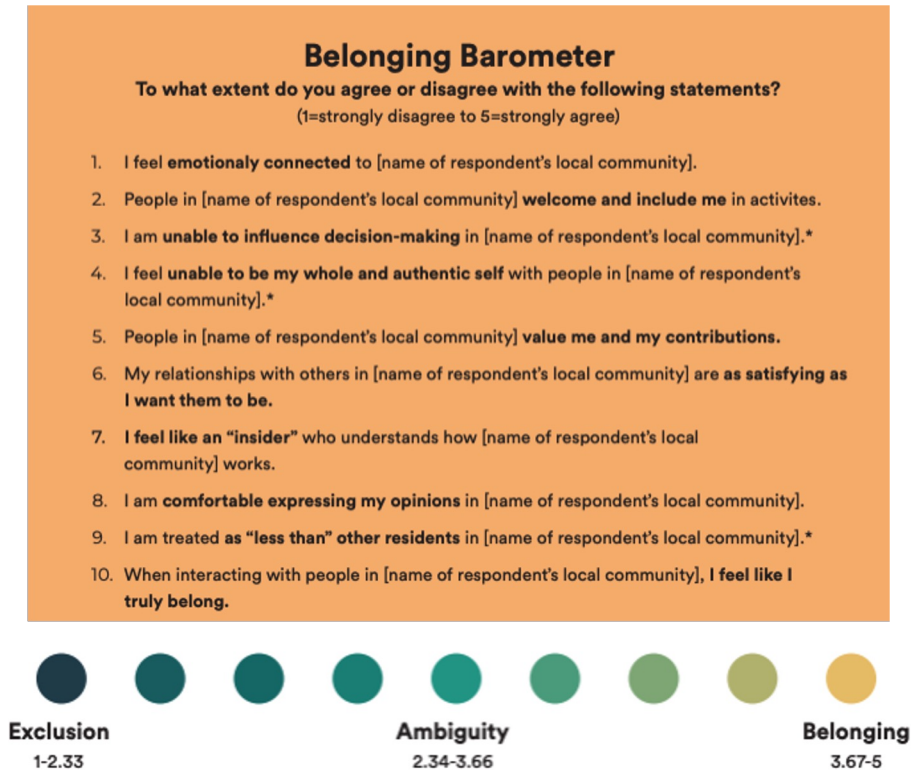 Belonging Barometer
To what extent do you agree or disagree with the following statements?
(1=strongly disagree to 5=strongly agree)
1. I feel emotionaly connected to [name of respondent's local community].
2. People in [name of respondent's local community] welcome and include me in activites.
3. I am unable to influence decision-making in [name of respondent's local community].*
4. I feel unable to be my whole and authentic self with people in [name of respondent's
local community].*
5. People in [name of respondent's local community] value me and my contributions.
6. My relationships with others in [name of respondent's local community] are as satisfying as
I want them to be.
7. I feel like an “insider” who understands how [name of respondent's local
community] works.
8. I am comfortable expressing my opinions in [name of respondent's local community].
9. I am treated as “less than” other residents in [name of respondent's local community].*
10. When interacting with people in [name of respondent's local community], I feel like I
truly belong.
Exclusion Ambiguity Belonging
1-2.33 2.34-3.66 3.67-5